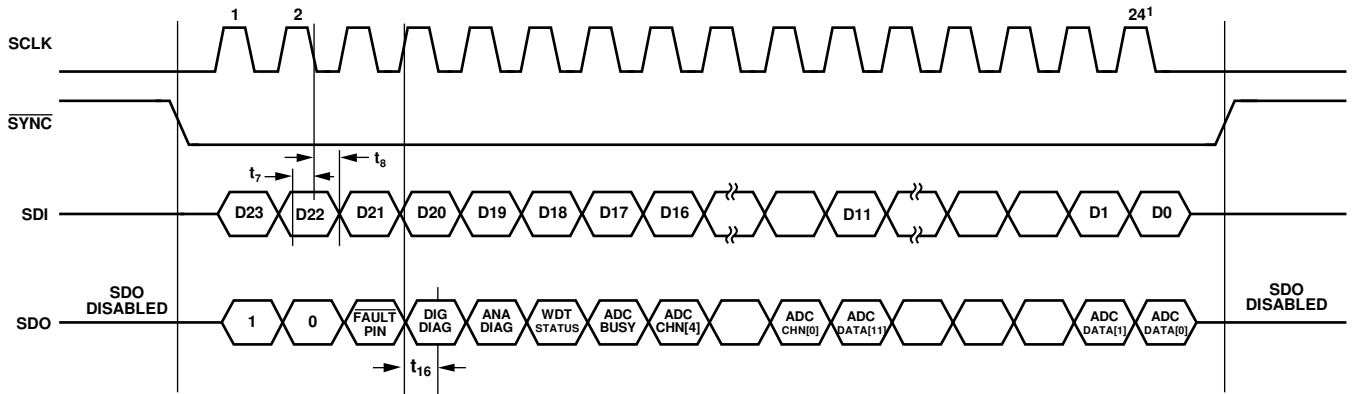 1 2 24¹
SCLK
SYNC
t₈
t₇
SDI D23 D22 D21 D20 D19 D18 D17 D16 D11 D1 D0
SDO DISABLED
SDO DISABLED
SDO 1 0 FAULT PIN DIG DIAG ANA DIAG WDT STATUS ADC BUSY ADC CHN[4] ADC CHN[0] ADC DATA[11] ADC DATA[1] ADC DATA[0]
t₁₆